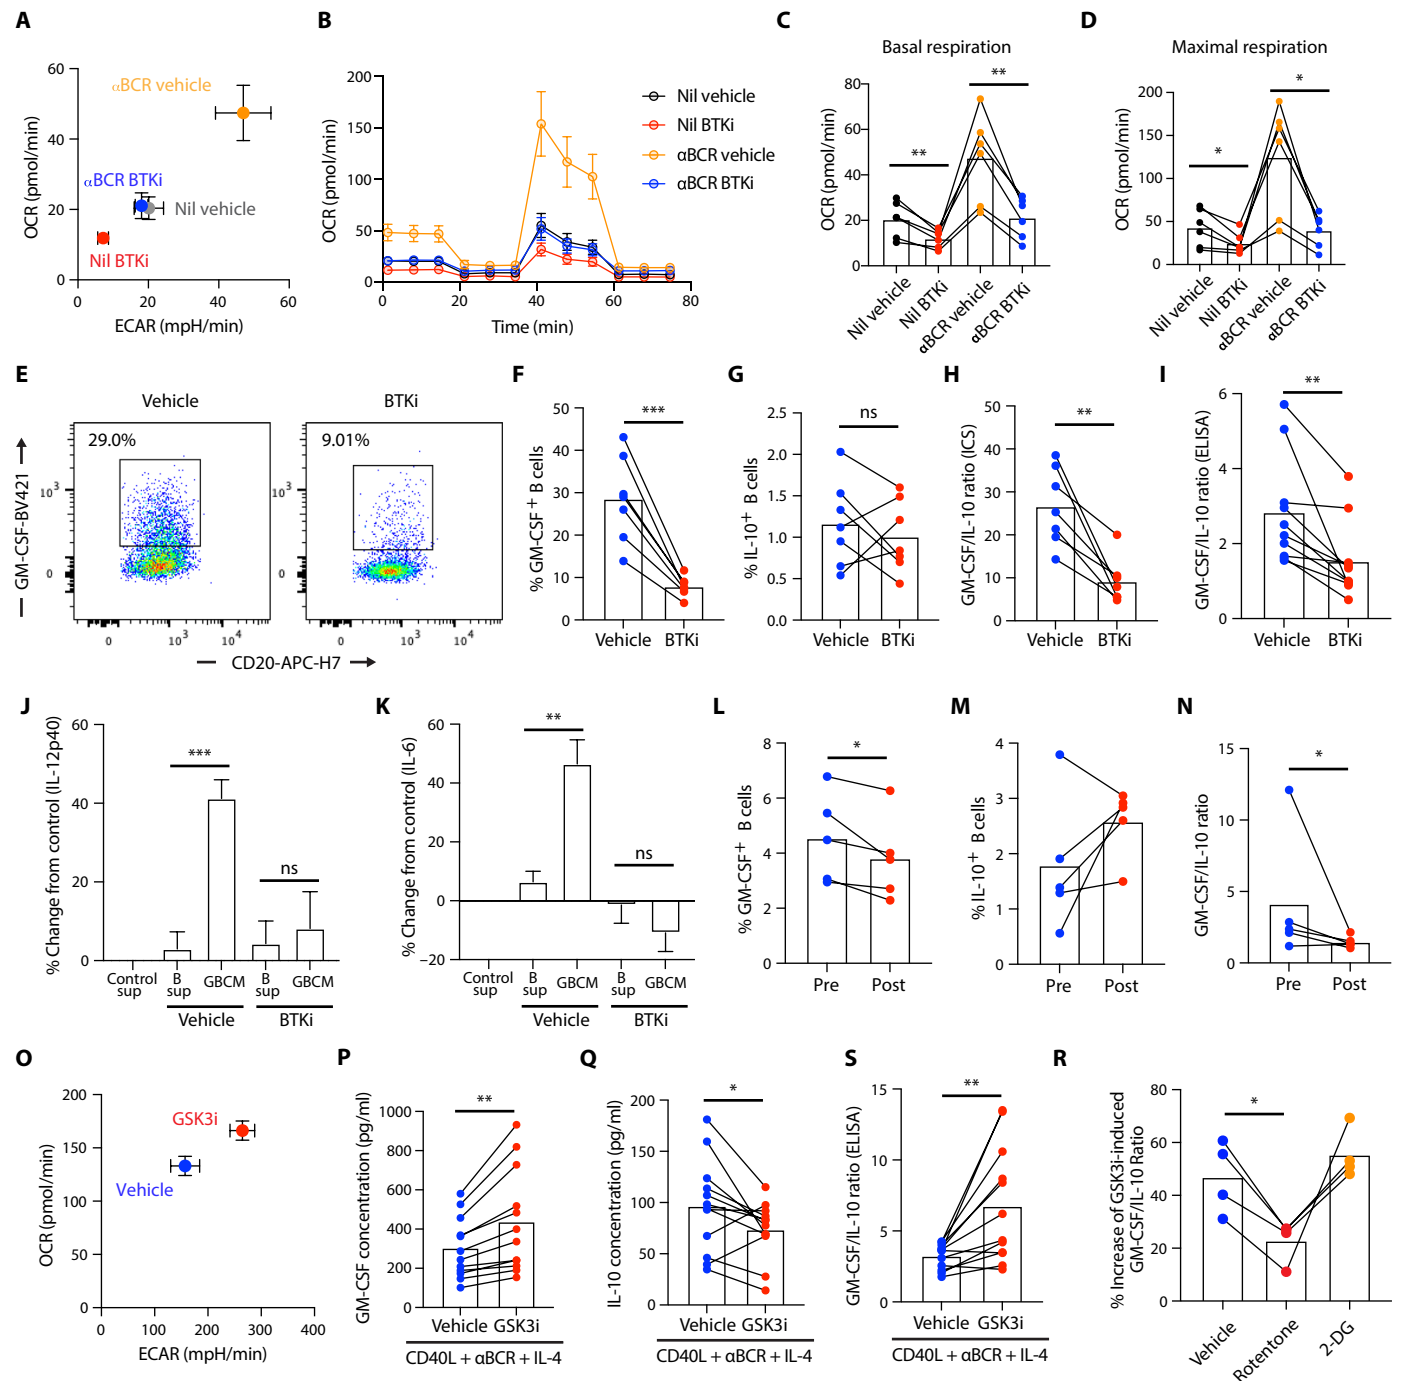 A
OCR (pmol/min)
60
40
20
0
0
20
40
60
ECAR (mpH/min)
αBCR vehicle
αBCR BTKi
Nil vehicle
Nil BTKi
B
OCR (pmol/min)
200
150
100
50
0
0
20
40
60
80
Time (min)
Nil vehicle
Nil BTKi
αBCR vehicle
αBCR BTKi
C
Basal respiration
OCR (pmol/min)
80
60
40
20
0
**
**
Nil vehicle
Nil BTKi
αBCR vehicle
αBCR BTKi
D
Maximal respiration
OCR (pmol/min)
200
150
100
50
0
*
*
Nil vehicle
Nil BTKi
αBCR vehicle
αBCR BTKi
E
Vehicle
BTKi
29.0%
9.01%
GM-CSF-BV421
10³
0
10³
0
0
10³
10⁴
0
10³
10⁴
CD20-APC-H7
F
% GM-CSF⁺ B cells
50
40
30
20
10
0
***
Vehicle BTKi
G
% IL-10⁺ B cells
2.5
2.0
1.5
1.0
0.5
0.0
ns
Vehicle BTKi
H
GM-CSF/IL-10 ratio (ICS)
50
40
30
20
10
0
**
Vehicle BTKi
I
GM-CSF/IL-10 ratio (ELISA)
6
4
2
0
**
Vehicle BTKi
J
% Change from control (IL-12p40)
60
40
20
0
***
ns
Control sup
B sup
GBCM
B sup
GBCM
Vehicle
BTKi
K
% Change from control (IL-6)
60
40
20
0
−20
**
ns
Control sup
B sup
GBCM
B sup
GBCM
Vehicle
BTKi
L
% GM-CSF⁺ B cells
8
6
4
2
0
*
Pre Post
M
% IL-10⁺ B cells
4
3
2
1
0
Pre Post
N
GM-CSF/IL-10 ratio
15
10
5
0
*
Pre Post
O
OCR (pmol/min)
200
150
100
50
0
0
100
200
300
400
ECAR (mpH/min)
GSK3i
Vehicle
P
GM-CSF concentration (pg/ml)
1000
800
600
400
200
0
**
Vehicle GSK3i
CD40L + αBCR + IL-4
Q
IL-10 concentration (pg/ml)
200
150
100
50
0
*
Vehicle GSK3i
CD40L + αBCR + IL-4
S
GM-CSF/IL-10 ratio (ELISA)
15
10
5
0
**
Vehicle GSK3i
CD40L + αBCR + IL-4
R
% Increase of GSK3i-induced
GM-CSF/IL-10 Ratio
80
60
40
20
0
*
Vehicle
Rotentone
2-DG